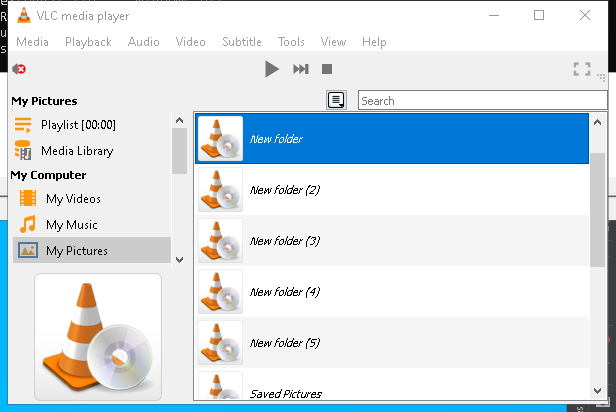 VLC media player
Media Playback Audio Video Subtitle Tools View Help
My Pictures
Search
Playlist [00:00]
Media Library
My Computer
My Videos
My Music
My Pictures
New folder
New folder (2)
New folder (3)
New folder (4)
New folder (5)
Saved Pictures